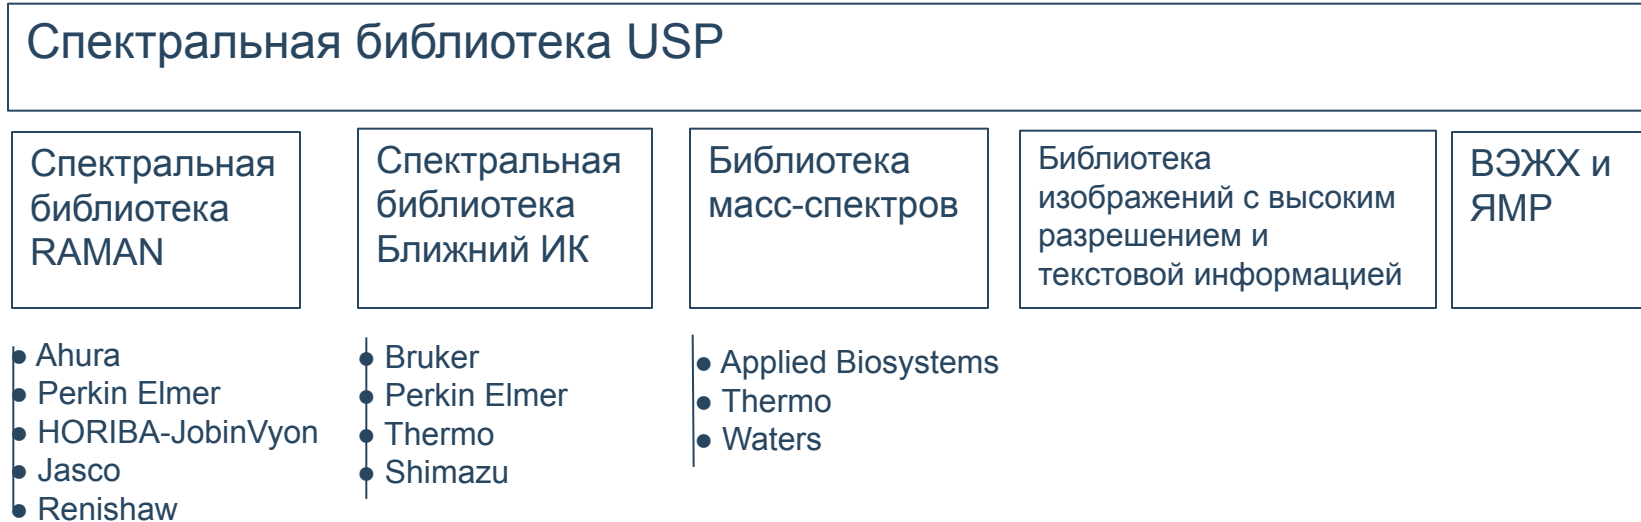 Спектральная библиотека USP
Спектральная
библиотека
RAMAN
Спектральная
библиотека
Ближний ИК
Библиотека
масс-спектров
Библиотека
изображений с высоким
разрешением и
текстовой информацией
ВЭЖХ и
ЯМР
● Ahura
● Perkin Elmer
● HORIBA-JobinVyon
● Jasco
● Renishaw
● Bruker
● Perkin Elmer
● Thermo
● Shimazu
● Applied Biosystems
● Thermo
● Waters